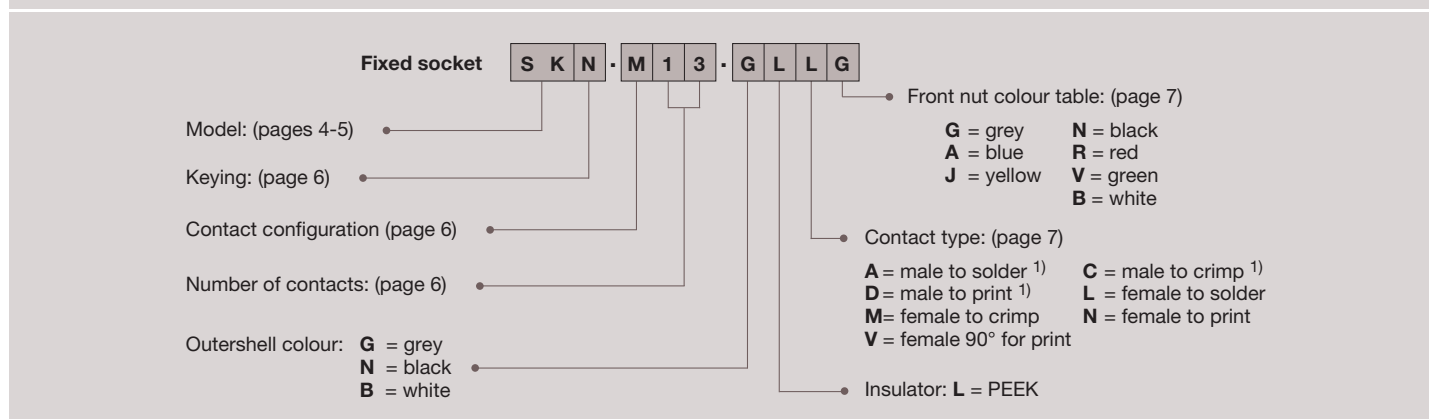 Fixed socket S K N · M 1 3 · G L L G
Front nut colour table: (page 7)
G = grey N = black
A = blue R = red
J = yellow V = green
B = white
Model: (pages 4-5)
Keying: (page 6)
Contact configuration (page 6)
Contact type: (page 7)
A = male to solder 1) C = male to crimp 1)
D = male to print 1) L = female to solder
M= female to crimp N = female to print
V = female 90° for print
Number of contacts: (page 6)
Outershell colour: G = grey
N = black
B = white
Insulator: L = PEEK